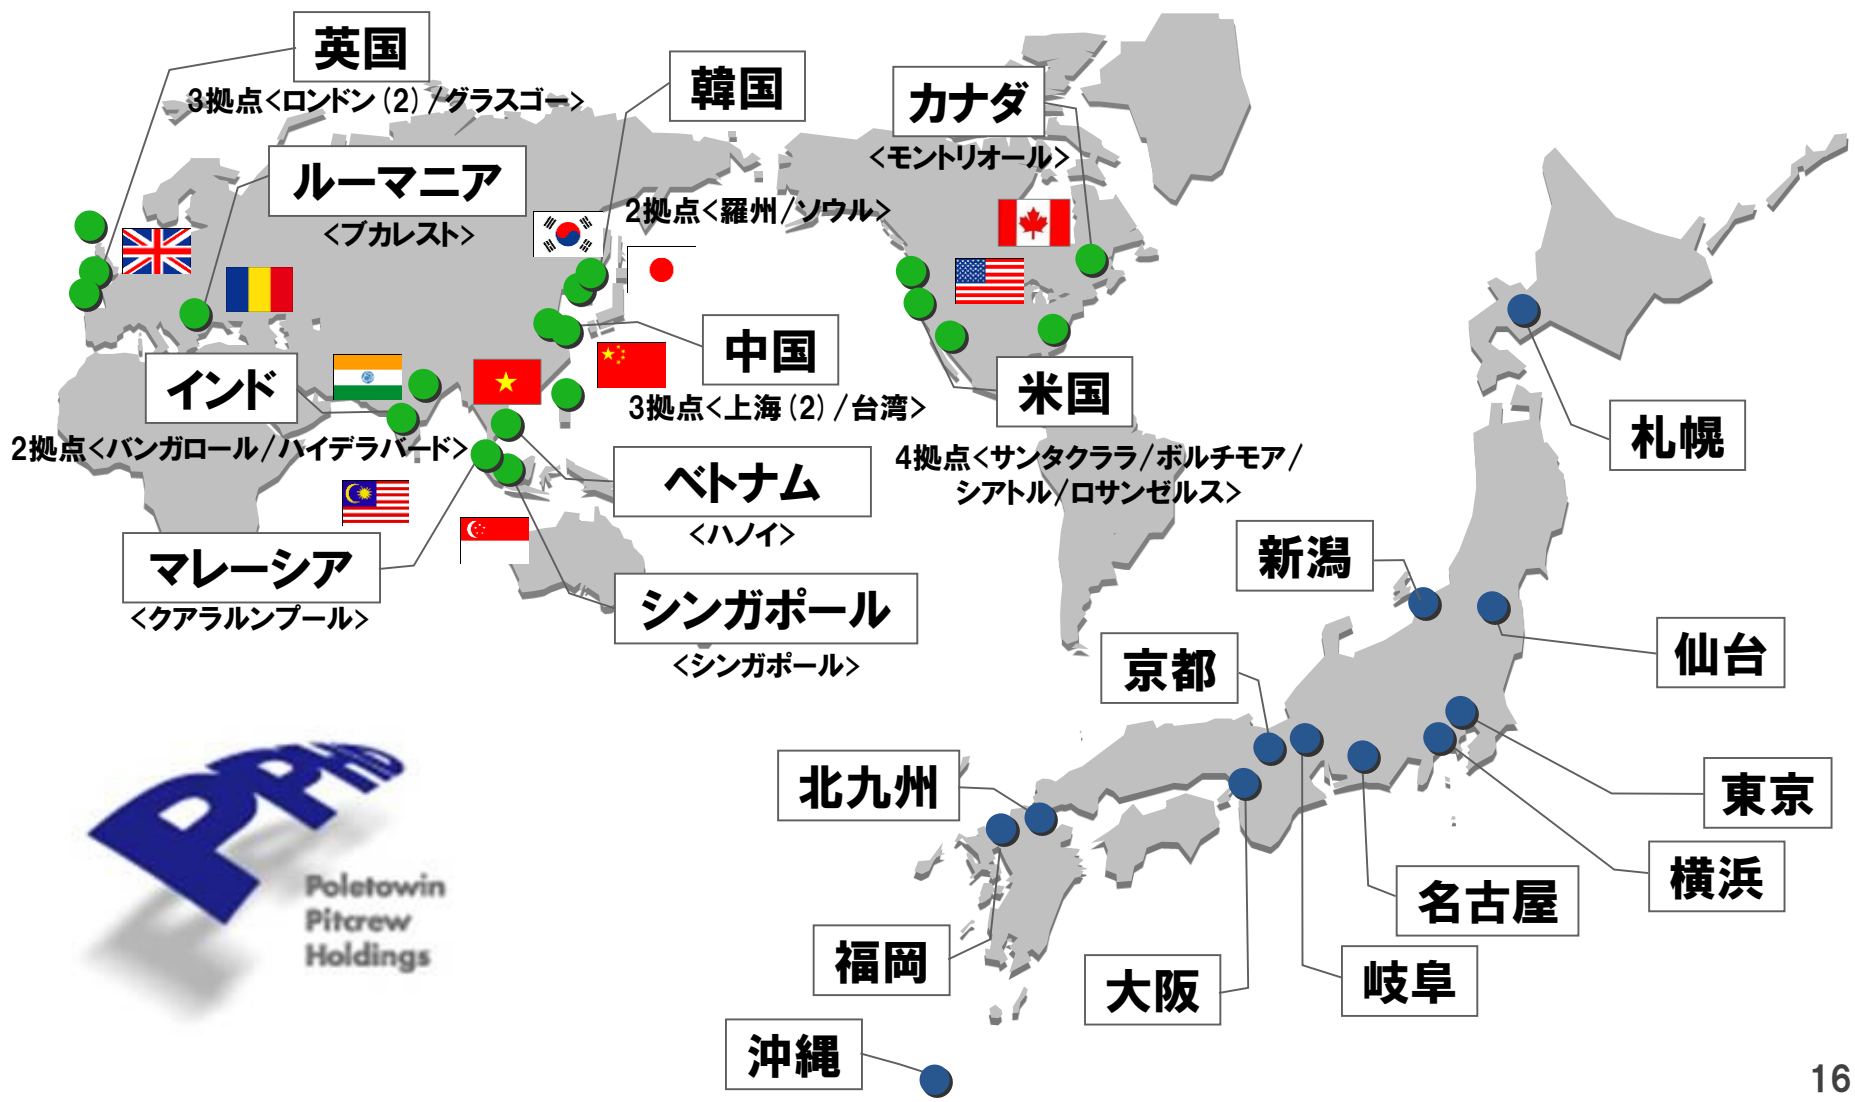 英国
3拠点<ロンドン(2)/グラスゴー>
韓国
2拠点<羅州/ソウル>
カナダ
<モントリオール>
ルーマニア
<ブカレスト>
中国
3拠点<上海(2)/台湾>
インド
2拠点<バンガロール/ハイデラバード>
米国
4拠点<サンタクララ/ボルチモア/
シアトル/ロサンゼルス>
ベトナム
<ハノイ>
マレーシア
<クアラルンプール>
シンガポール
<シンガポール>
札幌
新潟
仙台
京都
北九州
東京
横浜
名古屋
福岡
大阪
岐阜
沖縄
PPHD
Poletowin
Pitcrew
Holdings
16